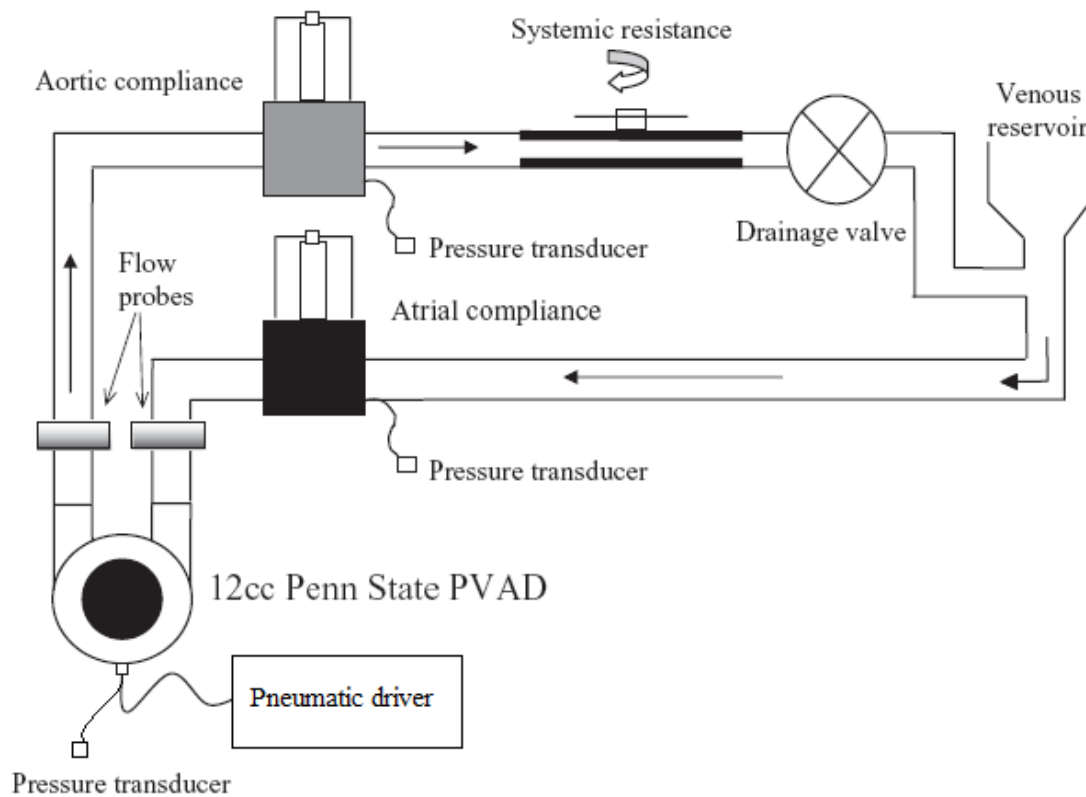 Systemic resistance
Aortic compliance
Venous
reservoir
Pressure transducer
Drainage valve
Flow
probes
Atrial compliance
Pressure transducer
12cc Penn State PVAD
Pneumatic driver
Pressure transducer